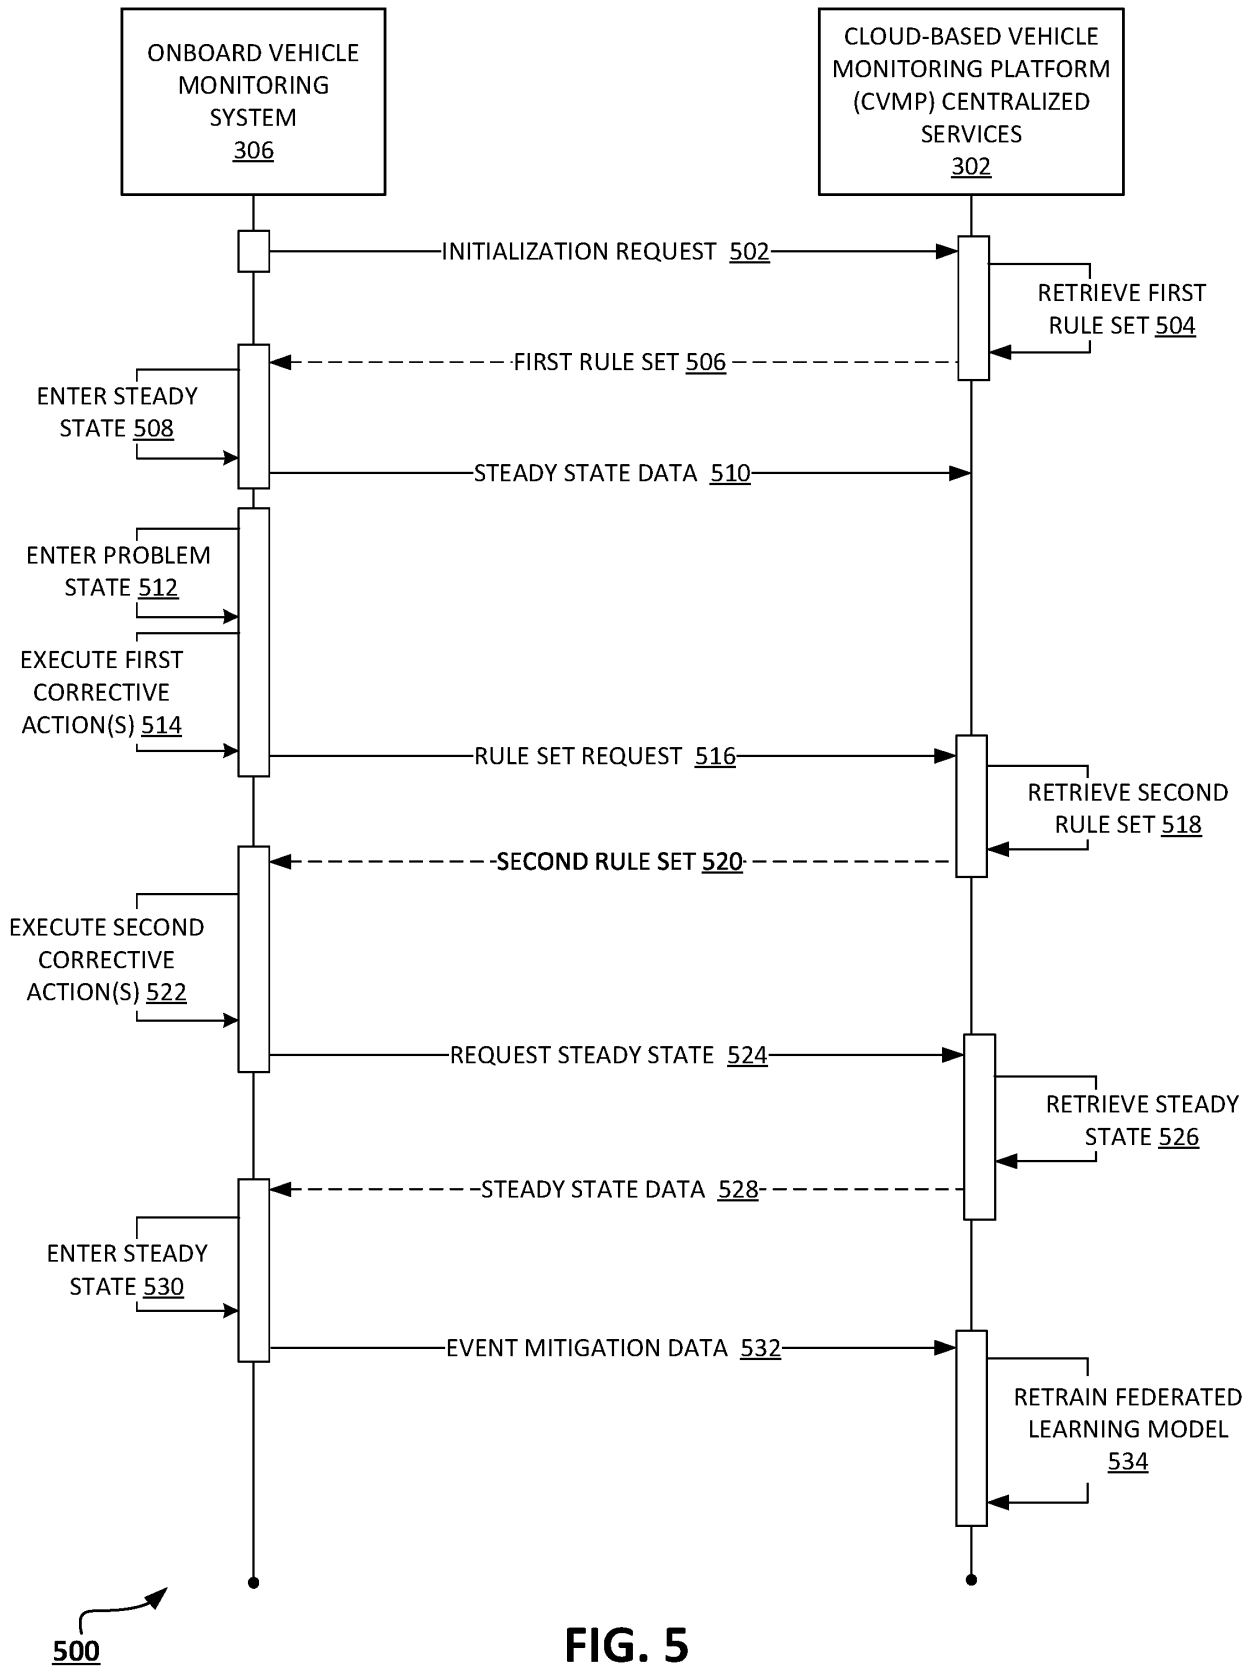 ONBOARD VEHICLE
MONITORING
SYSTEM
306
CLOUD-BASED VEHICLE
MONITORING PLATFORM
(CVMP) CENTRALIZED
SERVICES
302
INITIALIZATION REQUEST 502
RETRIEVE FIRST
RULE SET 504
FIRST RULE SET 506
ENTER STEADY
STATE 508
STEADY STATE DATA 510
ENTER PROBLEM
STATE 512
EXECUTE FIRST
CORRECTIVE
ACTION(S) 514
RULE SET REQUEST 516
RETRIEVE SECOND
RULE SET 518
SECOND RULE SET 520
EXECUTE SECOND
CORRECTIVE
ACTION(S) 522
REQUEST STEADY STATE 524
RETRIEVE STEADY
STATE 526
STEADY STATE DATA 528
ENTER STEADY
STATE 530
EVENT MITIGATION DATA 532
RETRAIN FEDERATED
LEARNING MODEL
534
500
FIG. 5